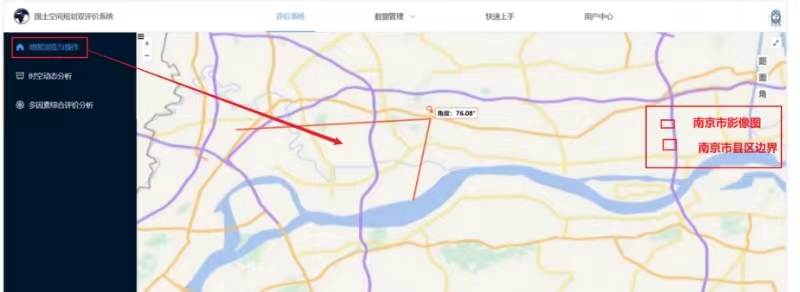 国土空间规划双评价系统
评价系统
数据管理
快速上手
用户中心
地图浏览与操作
时空动态分析
多因素综合评价分析
+
−
角度: 76.08°
距
面
角
南京市影像图
南京市县区边界